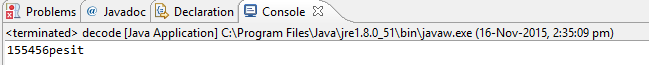 Problems @ Javadoc Declaration Console
<terminated> decode [Java Application] C:\Program Files\Java\jre1.8.0_51\bin\javaw.exe (16-Nov-2015, 2:35:09 pm)
155456pesit